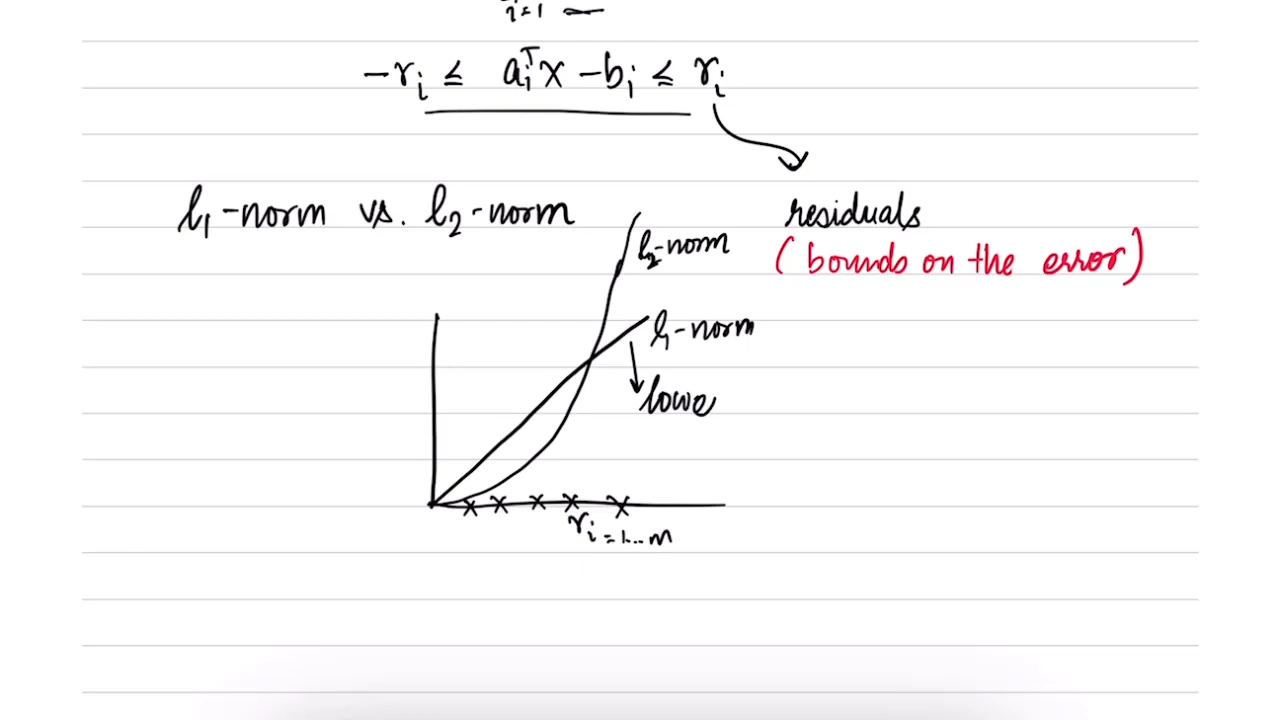 i=1
-rᵢ ≤ aᵢᵀx - bᵢ ≤ rᵢ
l₁-norm vs. l₂-norm
residuals
(bounds on the error)
l₂-norm
l₁-norm
lowe
rᵢ = 1...m